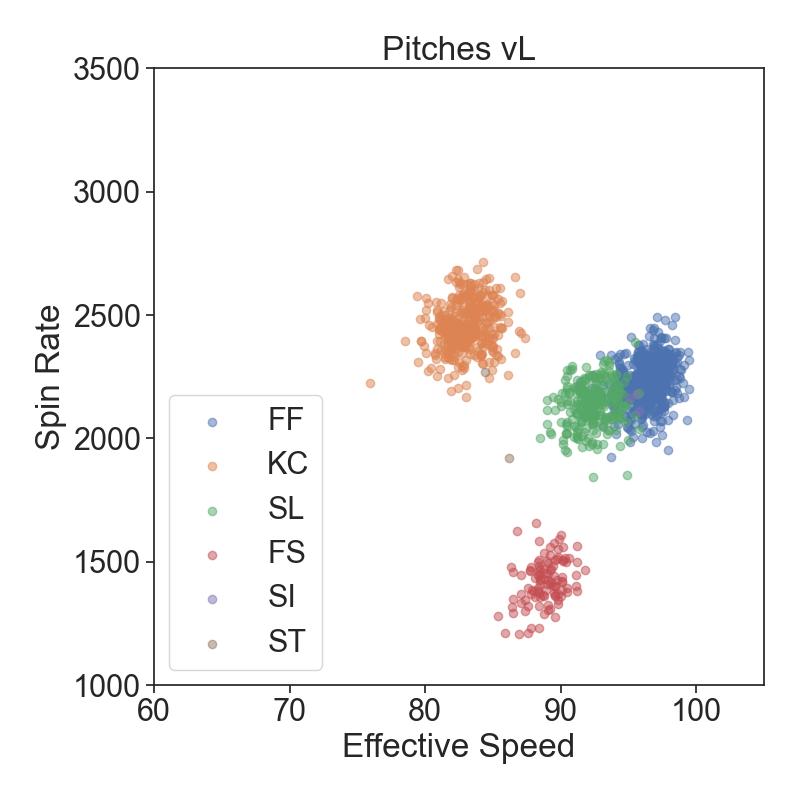 Pitches vL
3500
3000
2500
2000
1500
1000
Spin Rate
FF
KC
SL
FS
SI
ST
60 70 80 90 100
Effective Speed